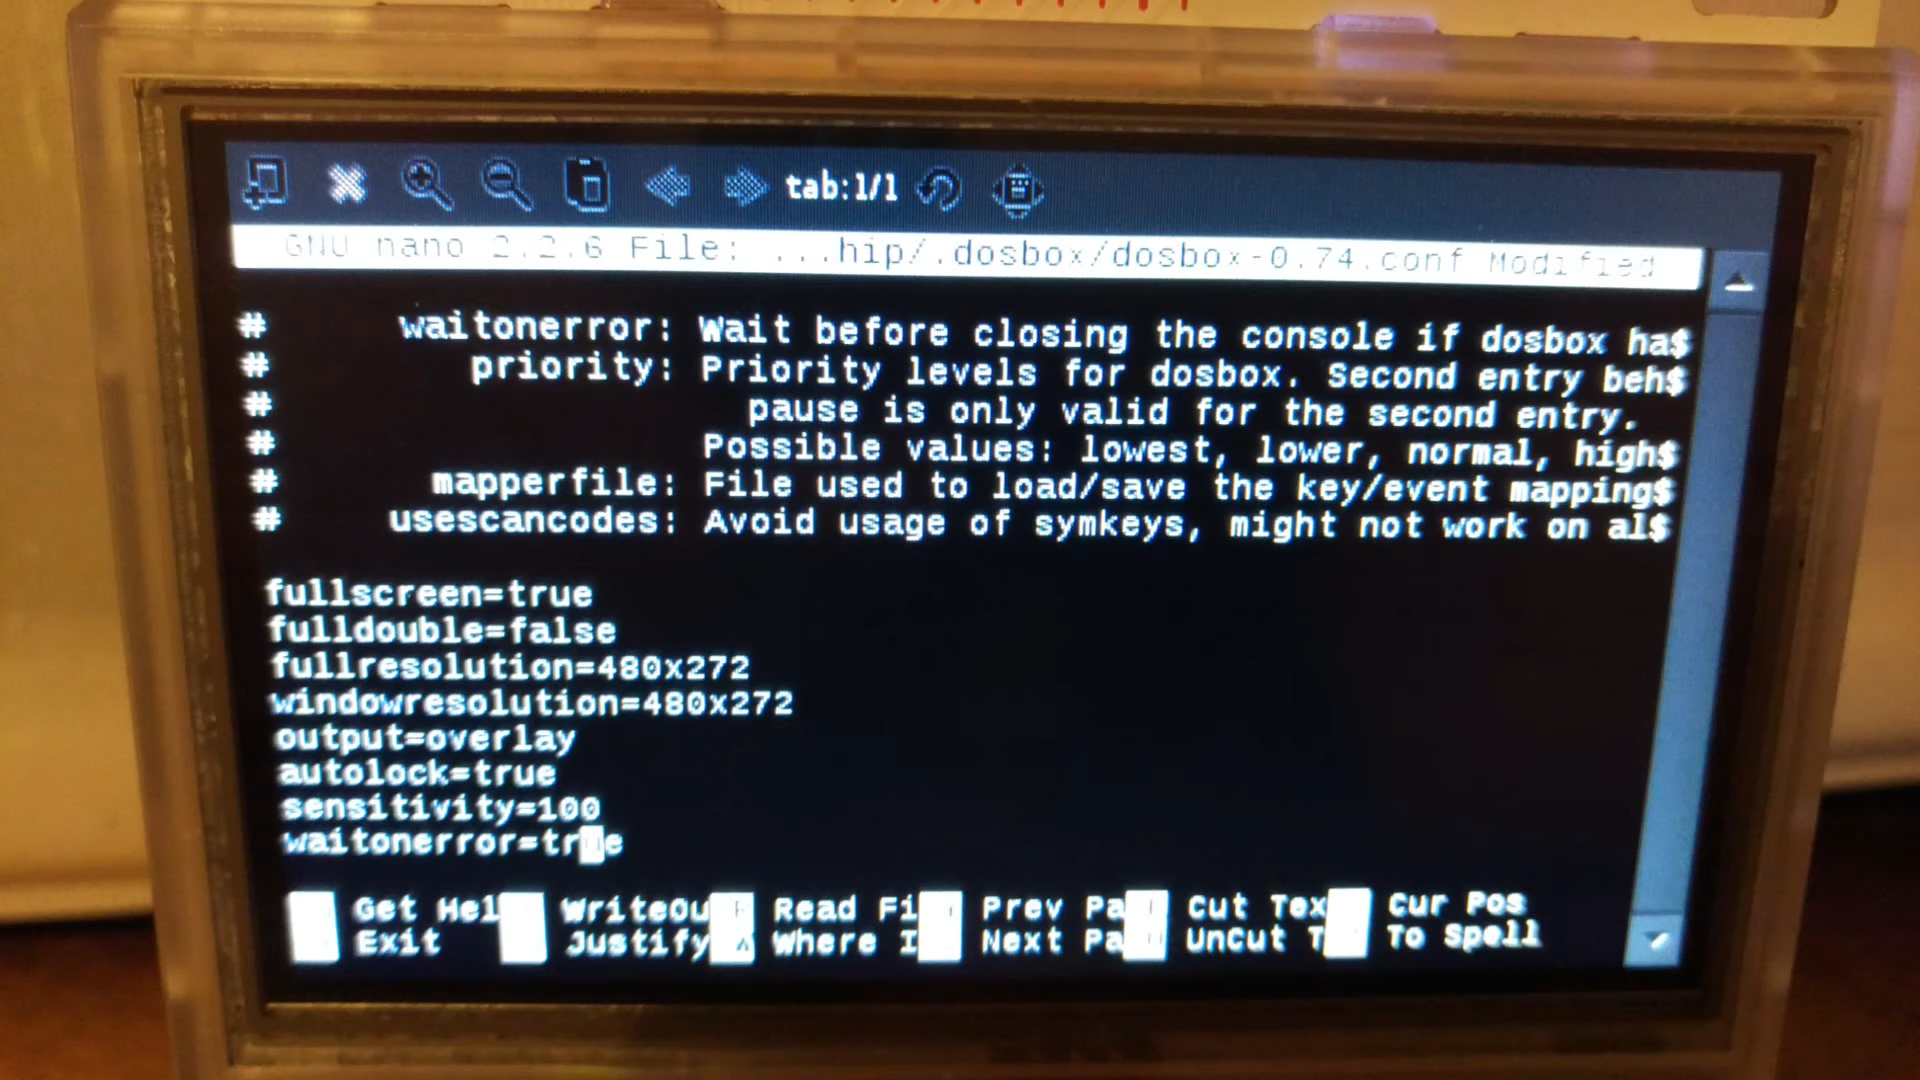 tab:1/1
GNU nano 2.2.6 File: ...hip/.dosbox/dosbox-0.74.conf Modified
# waitonerror: Wait before closing the console if dosbox ha$
# priority: Priority levels for dosbox. Second entry beh$
# pause is only valid for the second entry.
# Possible values: lowest, lower, normal, high$
# mapperfile: File used to load/save the key/event mapping$
# usescancodes: Avoid usage of symkeys, might not work on al$
fullscreen=true
fulldouble=false
fullresolution=480x272
windowresolution=480x272
output=overlay
autolock=true
sensitivity=100
waitonerror=true
Get Hel WriteOu Read Fi Prev Pa Cut Tex Cur Pos
Exit Justify Where I Next Pa UnCut T To Spell